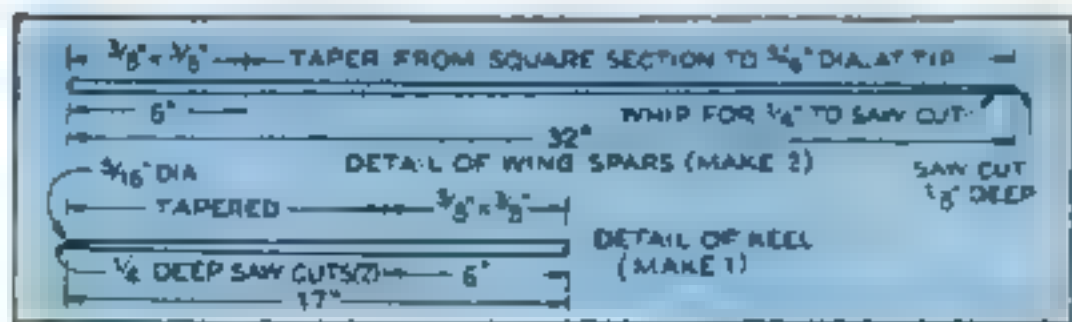 3/8" × 3/8" TAPER FROM SQUARE SECTION TO 3/16" DIA. AT TIP
6" WHIP FOR 1/4" TO SAW CUT
32"
DETAIL OF WING SPARS (MAKE 2)
SAW CUT
1/8" DEEP
3/16" DIA
TAPERED 3/8" × 3/8"
DETAIL OF KEEL
(MAKE 1)
1/4 DEEP SAW CUTS(2) 6"
17"